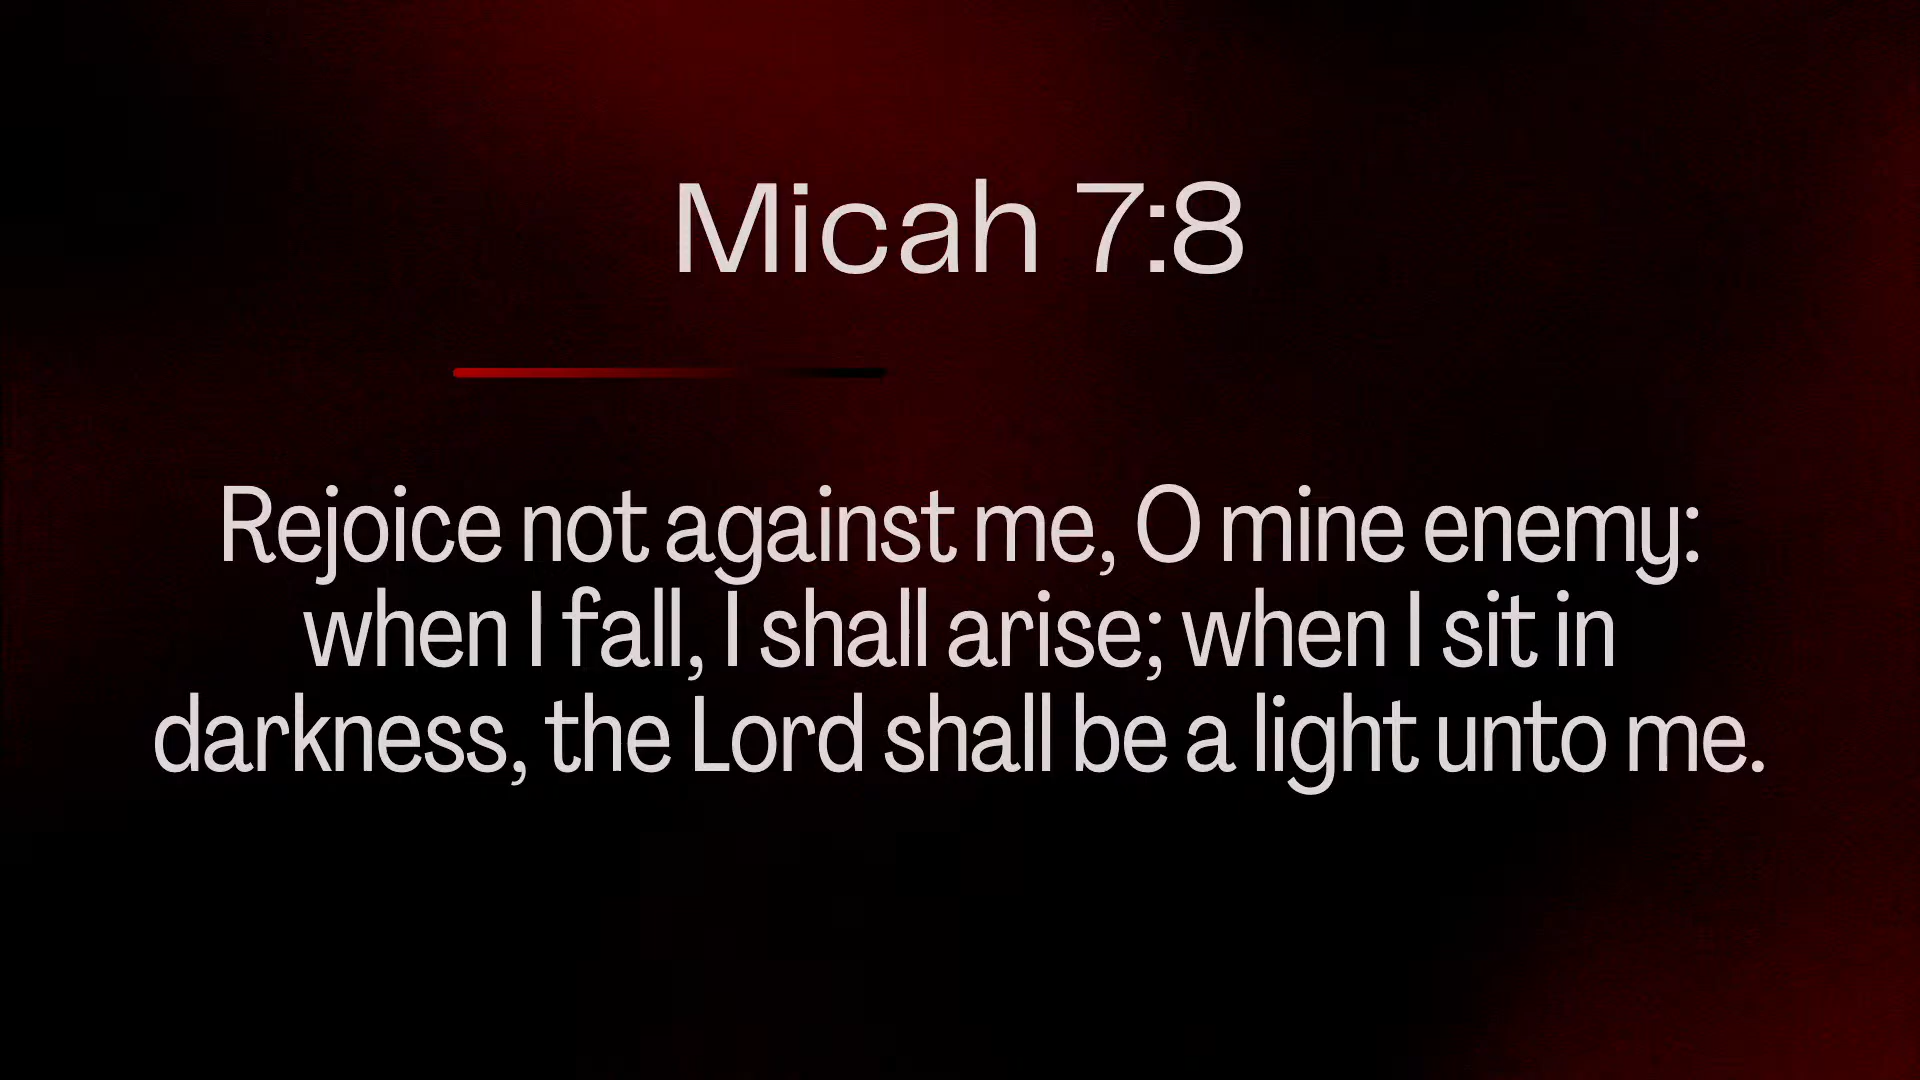 Micah 7:8
Rejoice not against me, O mine enemy:
when I fall, I shall arise; when I sit in
darkness, the Lord shall be a light unto me.